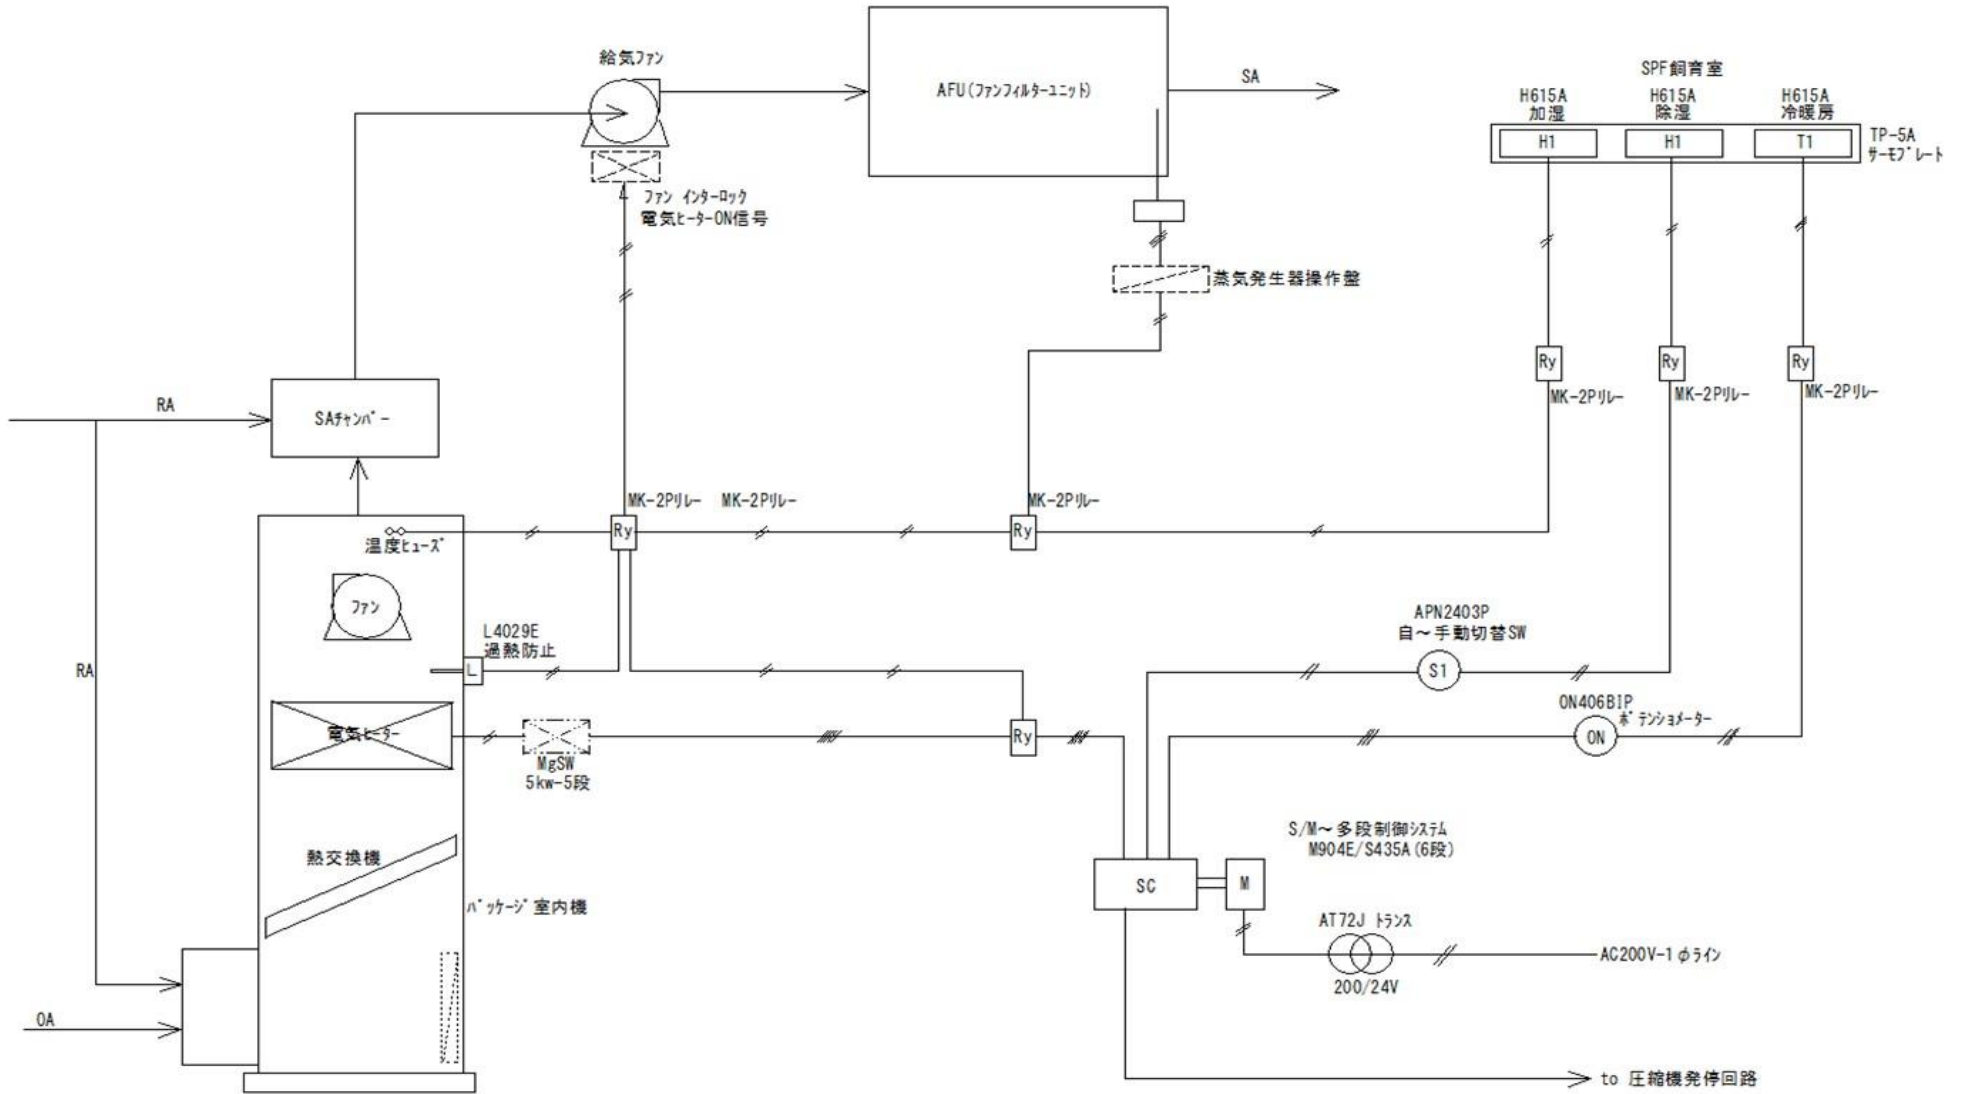 給気ファン
AFU(ファンフィルターユニット)
SA
SPF飼育室
H615A
加湿
H615A
除湿
H615A
冷暖房
H1
H1
T1
TP-5A
サーモプレート
ファン インターロック
電気ヒーターON信号
蒸気発生器操作盤
Ry
Ry
Ry
MK-2Pリレー
MK-2Pリレー
MK-2Pリレー
RA
SAチャンバー
MK-2Pリレー
MK-2Pリレー
MK-2Pリレー
Ry
Ry
温度ヒューズ
ファン
L4029E
過熱防止
L
RA
APN2403P
自～手動切替SW
S1
ON406BIP
ポテンショメーター
ON
電気ヒーター
MgSW
5kw-5段
Ry
S/M～多段制御システム
M904E/S435A(6段)
熱交換機
SC
M
パッケージ室内機
AT72J トランス
200/24V
AC200V-1φライン
OA
to 圧縮機発停回路